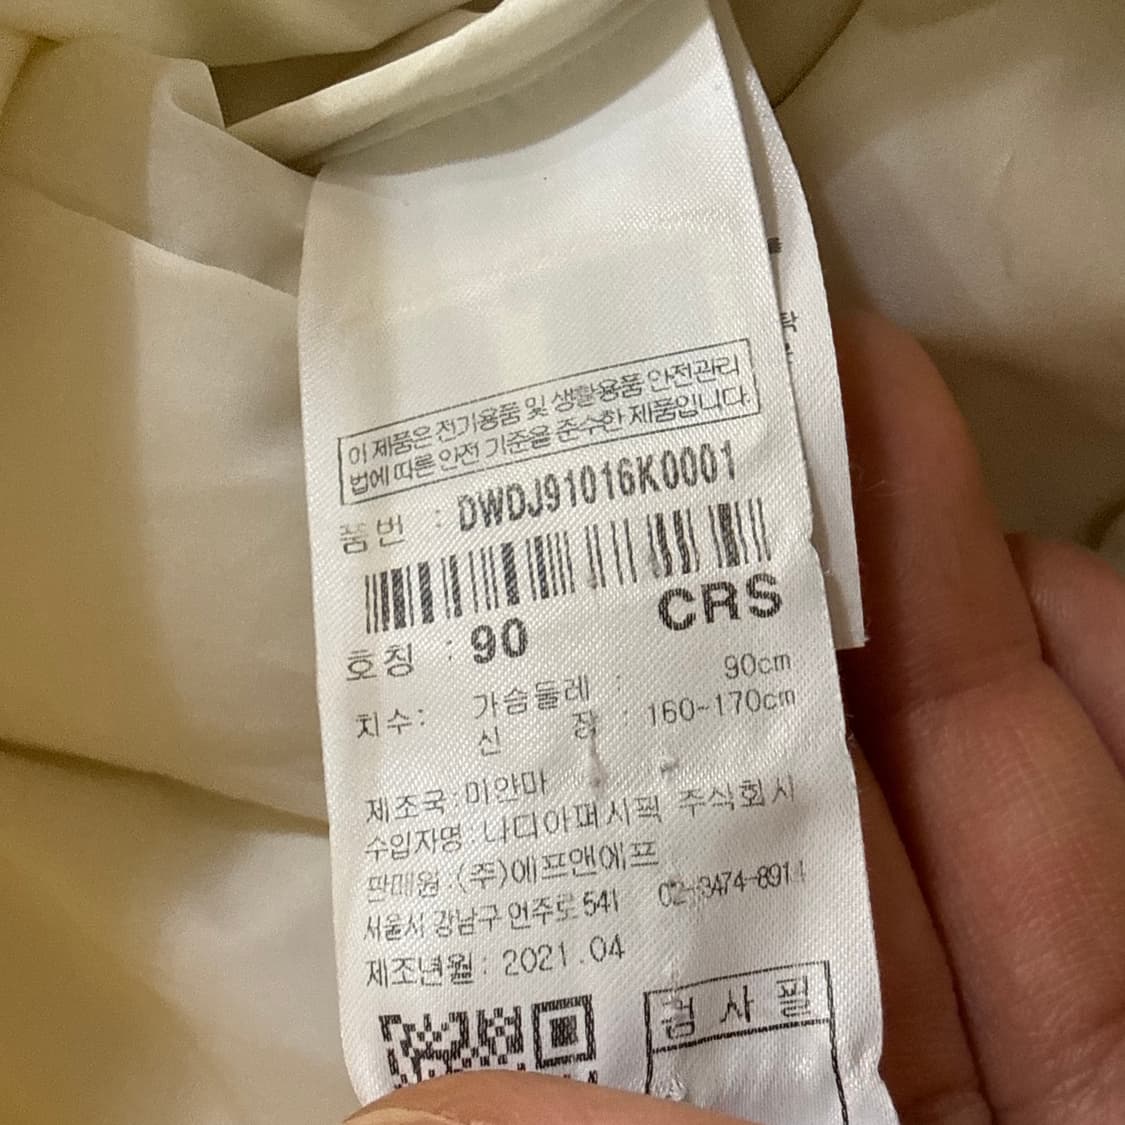 이 제품은 전기용품 및 생활용품 안전관리
법에 따른 안전 기준을 준수한 제품입니다.
품번 : DWDJ91016K0001
CRS
호칭 : 90
치수: 가슴둘레 : 90cm
신 장 : 160~170cm
제조국:미얀마
수입자명:나디아퍼시픽 주식회사
판매원:(주)에프앤에프
서울시 강남구 언주로 541 02-3474-8911
제조년월: 2021.04
검사필
탁